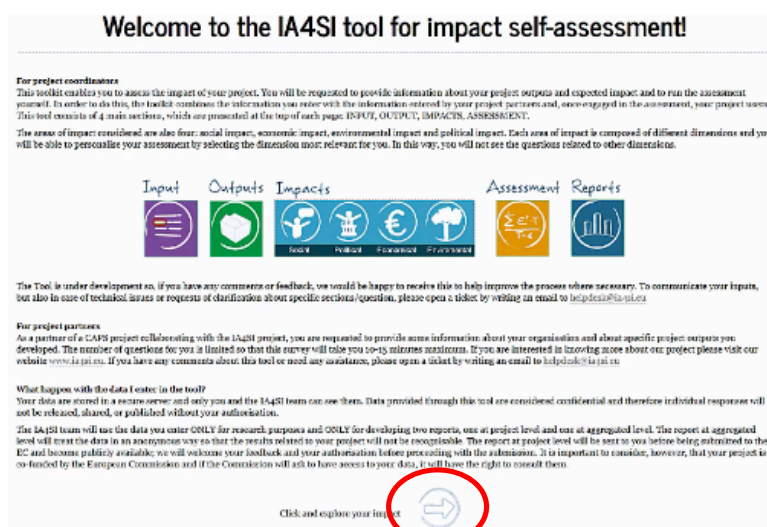 Welcome to the IA4SI tool for impact self-assessment!
For project coordinators
This toolkit enables you to assess the impact of your project. You will be requested to provide information about your project outputs and expected impact and to run the assessment
yourself. In order to do this, the toolkit combines the information you enter with the information entered by your project partners and, once engaged in the assessment, your project users
This tool consists of 4 main sections, which are presented at the top of each page: INPUT, OUTPUT, IMPACTS, ASSESSMENT.
The areas of impact considered are also four: social impact, economic impact, environmental impact and political impact. Each area of impact is composed of different dimensions and you
will be able to personalise your assessment by selecting the dimension most relevant for you. In this way, you will not see the questions related to other dimensions.
Input Outputs Impacts Assessment Reports
Social Political Economical Environmental
The Tool is under development so, if you have any comments or feedback, we would be happy to receive this to help improve the process where necessary. To communicate your inputs,
but also in case of technical issues or requests of clarification about specific sections/question, please open a ticket by writing an email to helpdesk@ia4si.eu
For project partners
As a partner of a CAPS project collaborating with the IA4SI project, you are requested to provide some information about your organisation and about specific project outputs you
developed. The number of questions for you is limited so that this survey will take you 10-15 minutes maximum. If you are interested in knowing more about our project please visit our
website www.ia4si.eu. If you have any comments about this tool or need any assistance, please open a ticket by writing an email to helpdesk@ia4si.eu
What happen with the data I enter in the tool?
Your data are stored in a secure server and only you and the IA4SI team can see them. Data provided through this tool are considered confidential and therefore individual responses will
not be released, shared, or published without your authorisation.
The IA4SI team will use the data you enter ONLY for research purposes and ONLY for developing two reports, one at project level and one at aggregated level. The report at aggregated
level will treat the data in an anonymous way so that the results related to your project will not be recognisable. The report at project level will be sent to you before being submitted to the
EC and become publicly available; we will welcome your feedback and your authorisation before proceeding with the submission. It is important to consider, however, that your project is
co-funded by the European Commission and if the Commission will ask to have access to your data, it will have the right to consult them.
Click and explore your impact